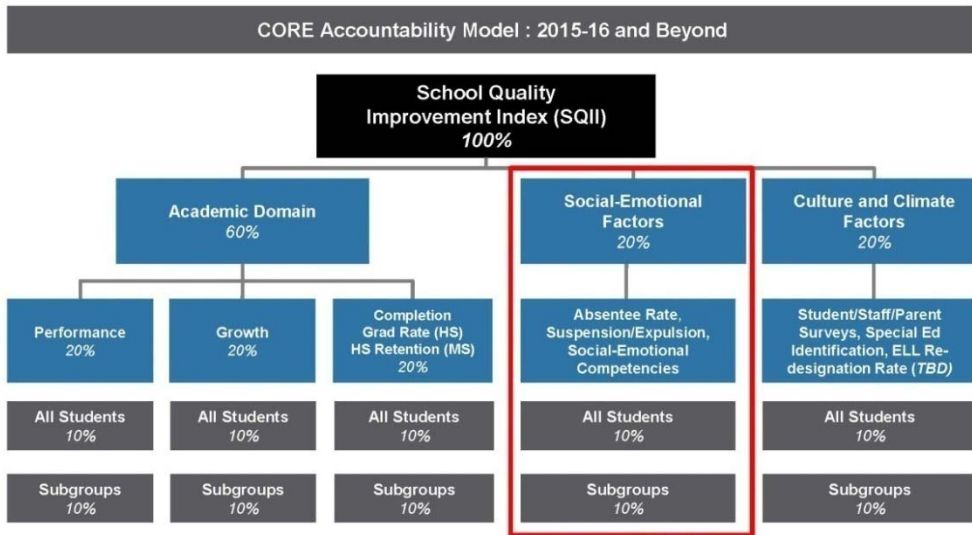 CORE Accountability Model : 2015-16 and Beyond
School Quality
Improvement Index (SQII)
100%
Academic Domain
60%
Social-Emotional
Factors
20%
Culture and Climate
Factors
20%
Performance
20%
Growth
20%
Completion
Grad Rate (HS)
HS Retention (MS)
20%
Absentee Rate,
Suspension/Expulsion,
Social-Emotional
Competencies
Student/Staff/Parent
Surveys, Special Ed
Identification, ELL Re-
designation Rate (TBD)
All Students
10%
All Students
10%
All Students
10%
All Students
10%
All Students
10%
Subgroups
10%
Subgroups
10%
Subgroups
10%
Subgroups
10%
Subgroups
10%